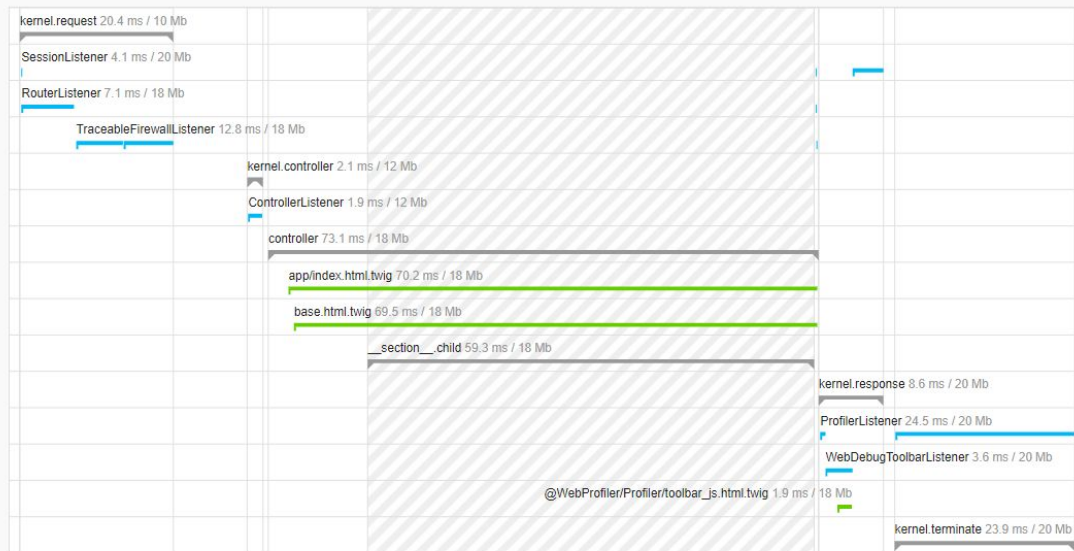 kernel.request 20.4 ms / 10 Mb
SessionListener 4.1 ms / 20 Mb
RouterListener 7.1 ms / 18 Mb
TraceableFirewallListener 12.8 ms / 18 Mb
kernel.controller 2.1 ms / 12 Mb
ControllerListener 1.9 ms / 12 Mb
controller 73.1 ms / 18 Mb
app/index.html.twig 70.2 ms / 18 Mb
base.html.twig 69.5 ms / 18 Mb
__section__.child 59.3 ms / 18 Mb
kernel.response 8.6 ms / 20 Mb
ProfilerListener 24.5 ms / 20 Mb
WebDebugToolbarListener 3.6 ms / 20 Mb
@WebProfiler/Profiler/toolbar_js.html.twig 1.9 ms / 18 Mb
kernel.terminate 23.9 ms / 20 Mb